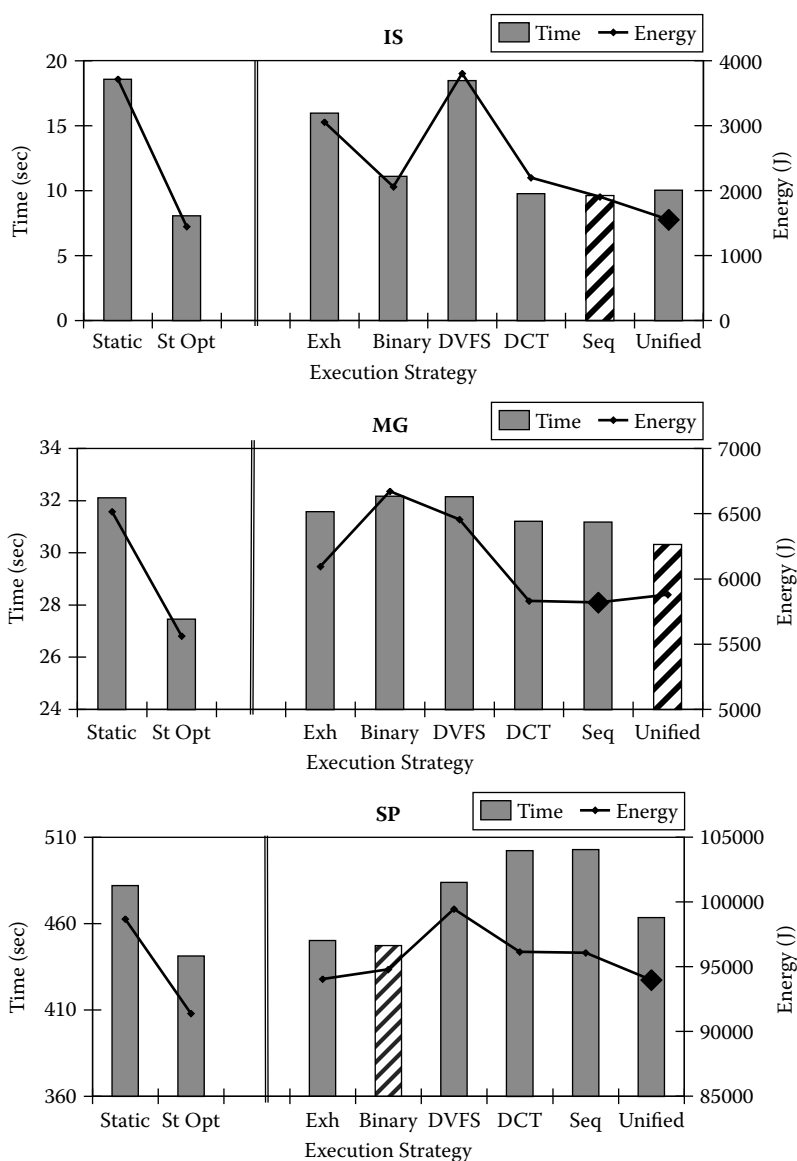 IS
Time Energy
20 4000
15 3000
10 2000
5 1000
0 0
Time (sec)
Energy (J)
Static St Opt Exh Binary DVFS DCT Seq Unified
Execution Strategy
MG
Time Energy
34 7000
32 6500
30 6000
28 5500
26
24 5000
Time (sec)
Energy (J)
Static St Opt Exh Binary DVFS DCT Seq Unified
Execution Strategy
SP
Time Energy
510 105000
460 100000
410 95000
90000
360 85000
Time (sec)
Energy (J)
Static St Opt Exh Binary DVFS DCT Seq Unified
Execution Strategy